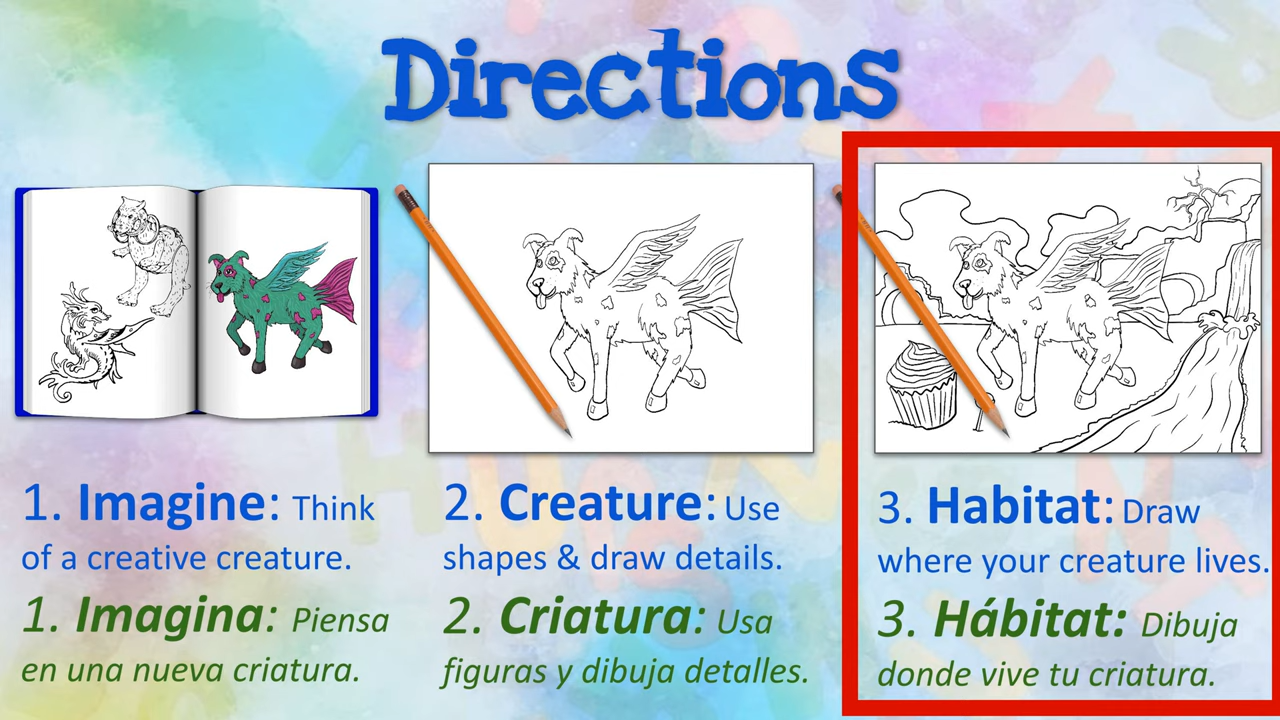 Directions
1. Imagine: Think
of a creative creature.
1. Imagina: Piensa
en una nueva criatura.
2. Creature: Use
shapes & draw details.
2. Criatura: Usa
figuras y dibuja detalles.
3. Habitat: Draw
where your creature lives.
3. Hábitat: Dibuja
donde vive tu criatura.